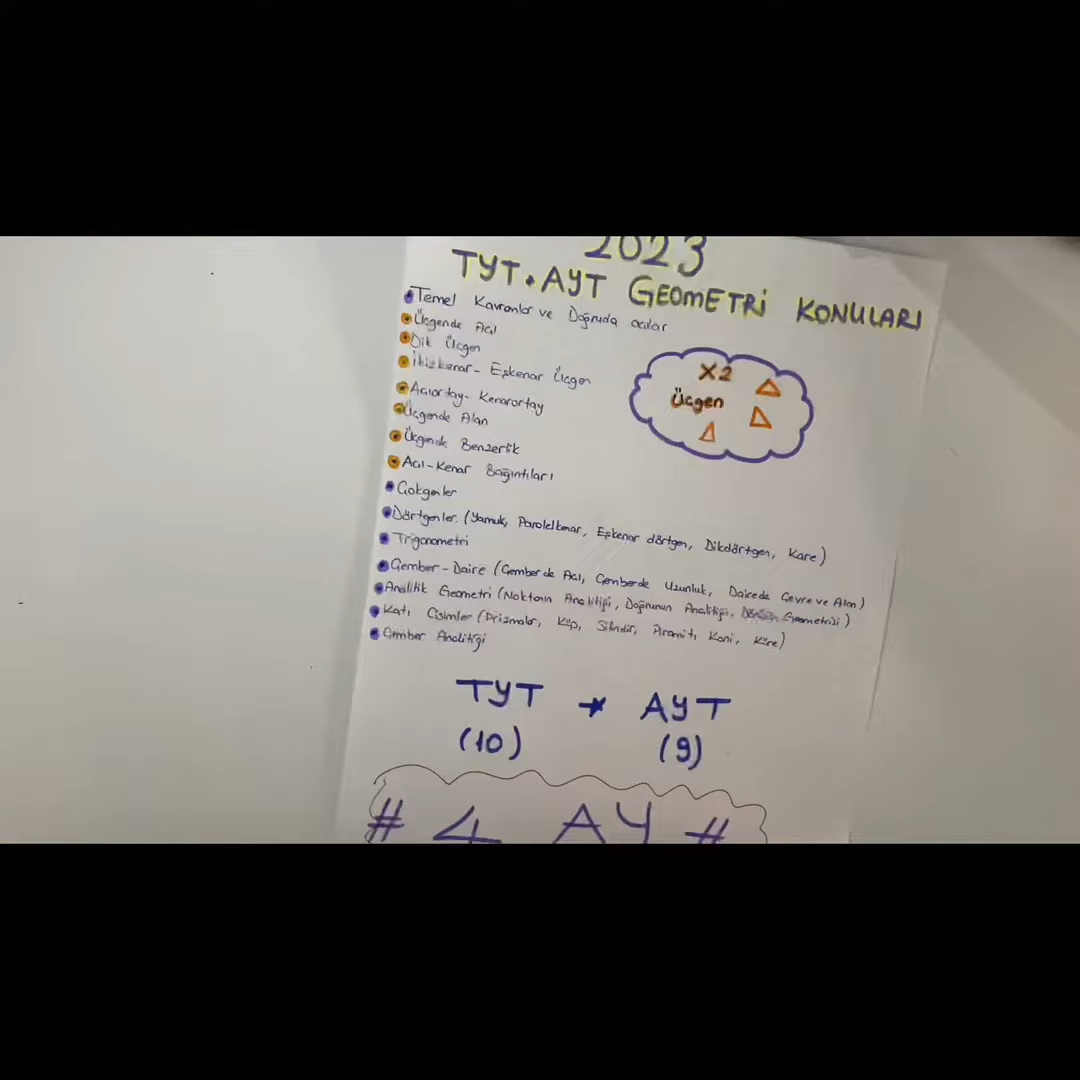 2023
TYT • AYT GEOMETRİ KONULARI
Temel Kavramlar ve Doğruda açılar
Üçgende Açı
Dik Üçgen
İkizkenar - Eşkenar Üçgen
Açıortay - Kenarortay
Üçgende Alan
Üçgende Benzerlik
Açı - Kenar Bağıntıları
X2
Üçgen
Çokgenler
Dörtgenler. (Yamuk, Paralelkenar, Eşkenar dörtgen, Dikdörtgen, Kare)
Trigonometri
Çember - Daire (Çemberde Açı, Çemberde Uzunluk, Dairede Çevre ve Alan)
Analitik Geometri (Noktanın Analitiği, Doğrunun Analitiği, Geometrisi)
Katı Cisimler (Prizmalar, Küp, Silindir, Piramit, Koni, Küre)
Çember Analitiği
TYT * AYT
(10) (9)
# 4 AY #